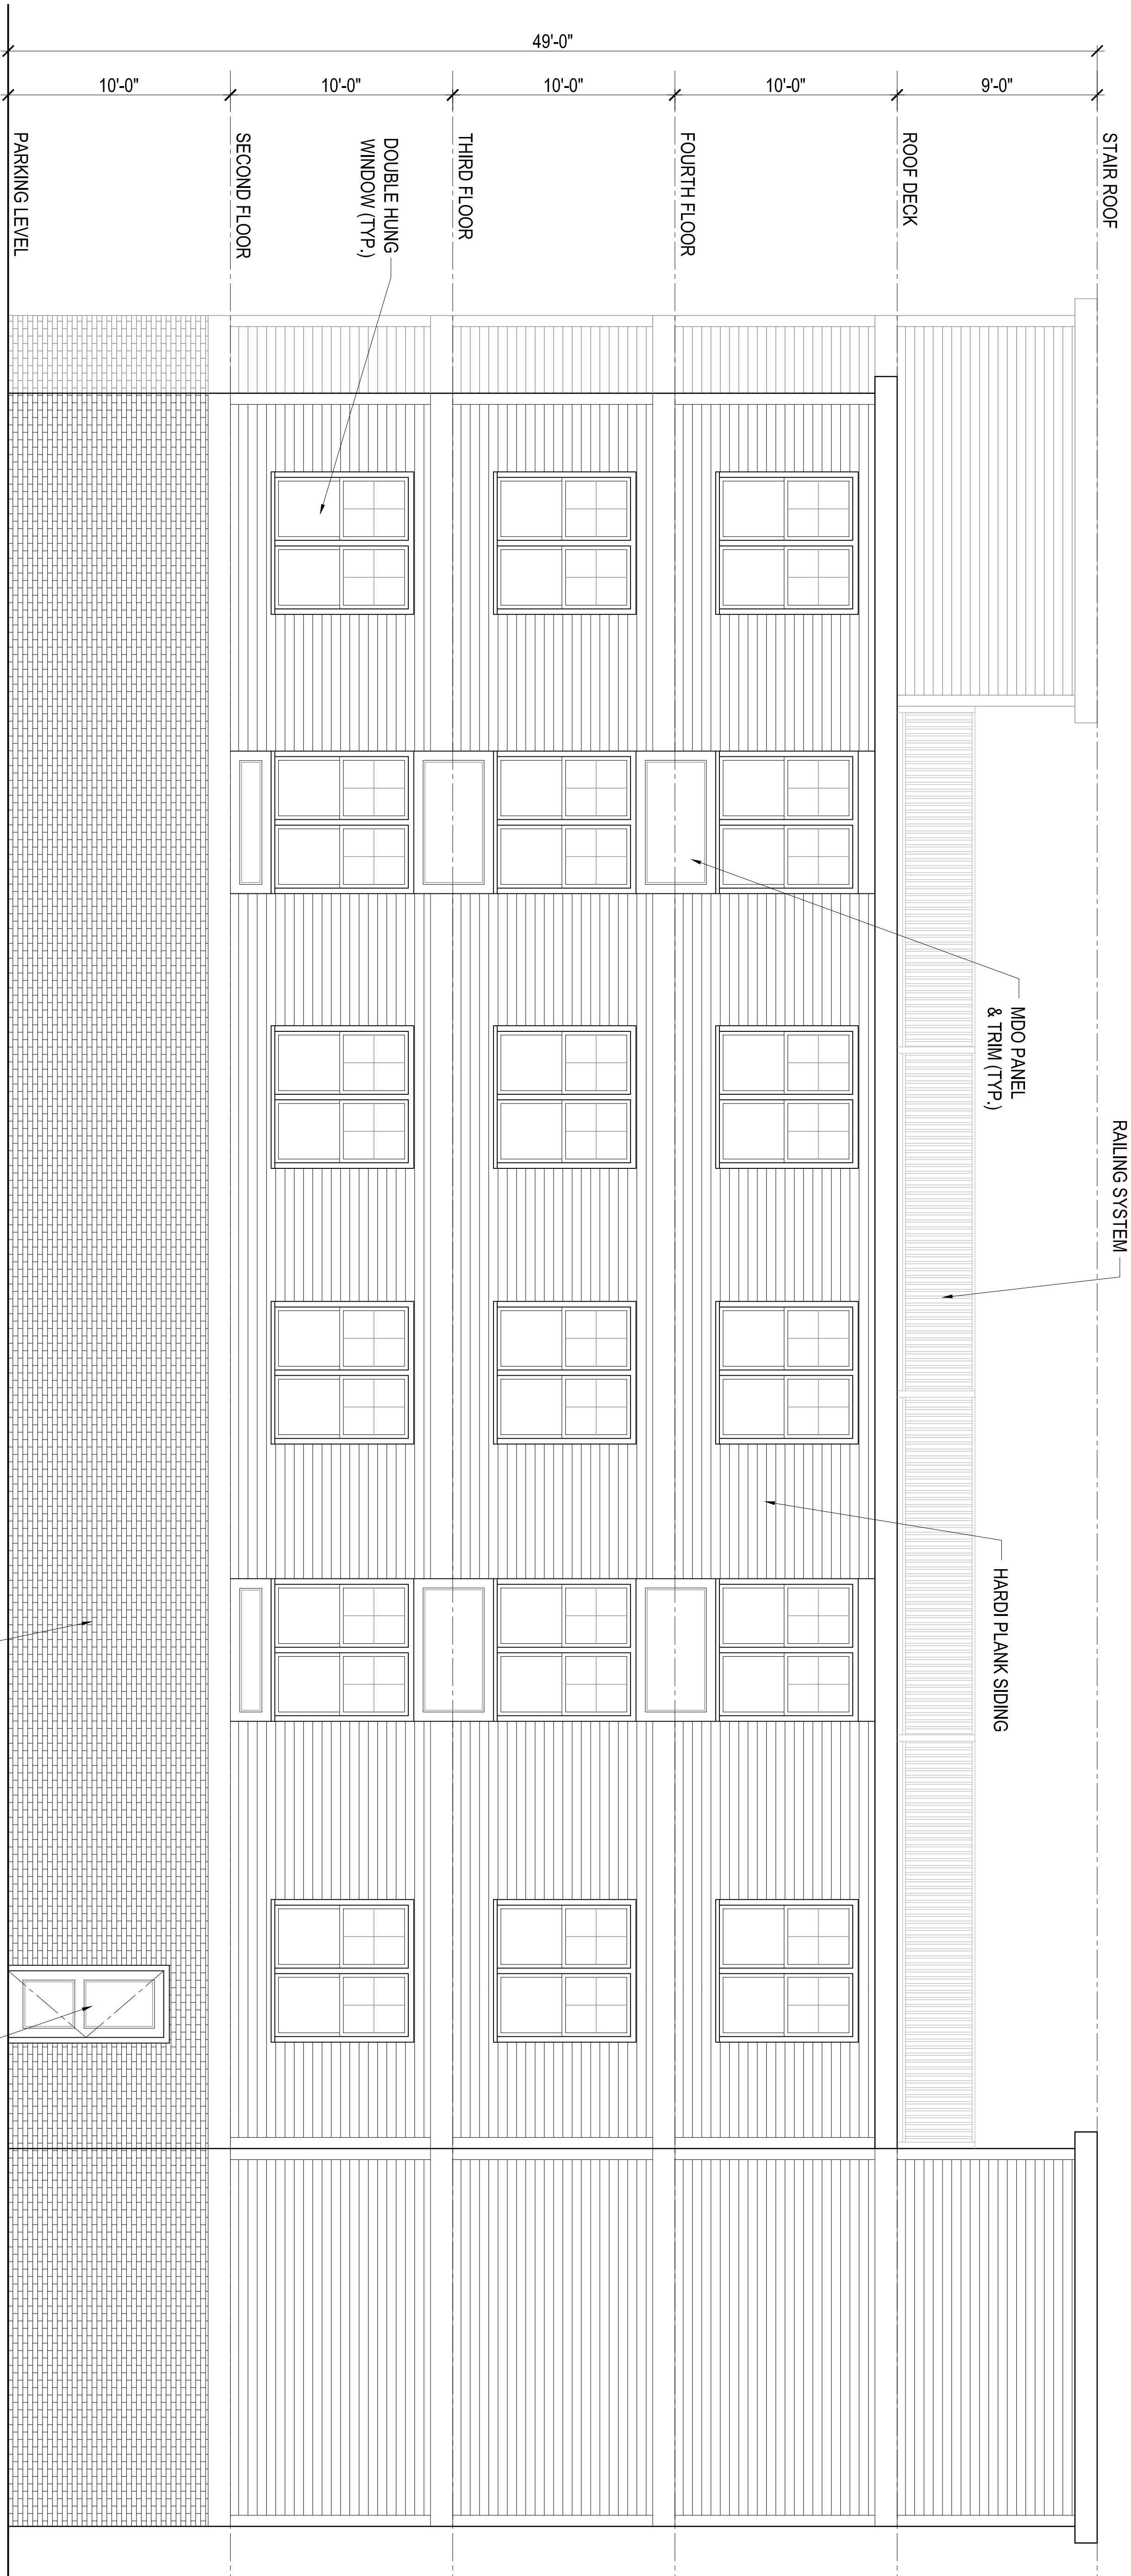 49'-0"
10'-0"
10'-0"
10'-0"
10'-0"
9'-0"
STAIR ROOF
ROOF DECK
FOURTH FLOOR
THIRD FLOOR
SECOND FLOOR
PARKING LEVEL
DOUBLE HUNG
WINDOW (TYP.)
MDO PANEL
& TRIM (TYP.)
RAILING SYSTEM
HARDI PLANK SIDING